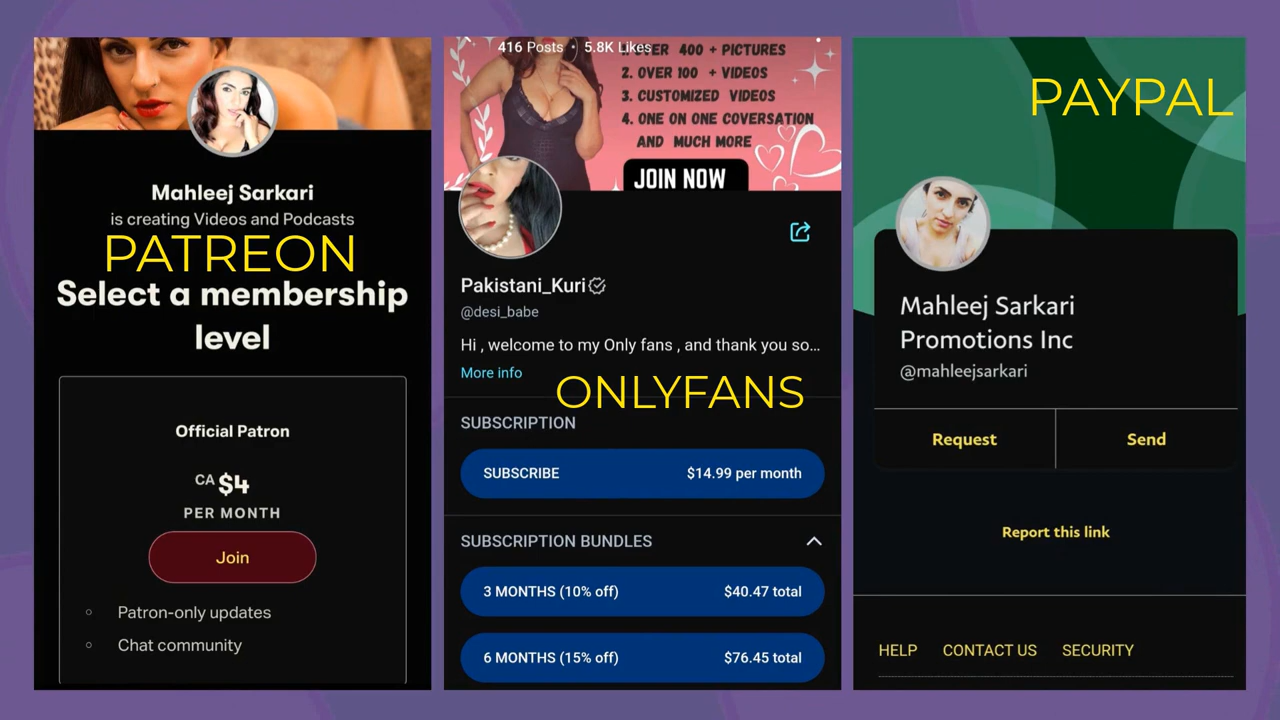 Mahleej Sarkari
is creating Videos and Podcasts
PATREON
Select a membership
level
Official Patron
CA $4
PER MONTH
Join
Patron-only updates
Chat community
416 Posts • 5.8K Likes
1. OVER 400 + PICTURES
2. OVER 100 + VIDEOS
3. CUSTOMIZED VIDEOS
4. ONE ON ONE COVERSATION
AND MUCH MORE
JOIN NOW
Pakistani_Kuri
@desi_babe
Hi , welcome to my Only fans , and thank you so...
More info
ONLYFANS
SUBSCRIPTION
SUBSCRIBE $14.99 per month
SUBSCRIPTION BUNDLES
3 MONTHS (10% off) $40.47 total
6 MONTHS (15% off) $76.45 total
PAYPAL
Mahleej Sarkari
Promotions Inc
@mahleejsarkari
Request Send
Report this link
HELP CONTACT US SECURITY